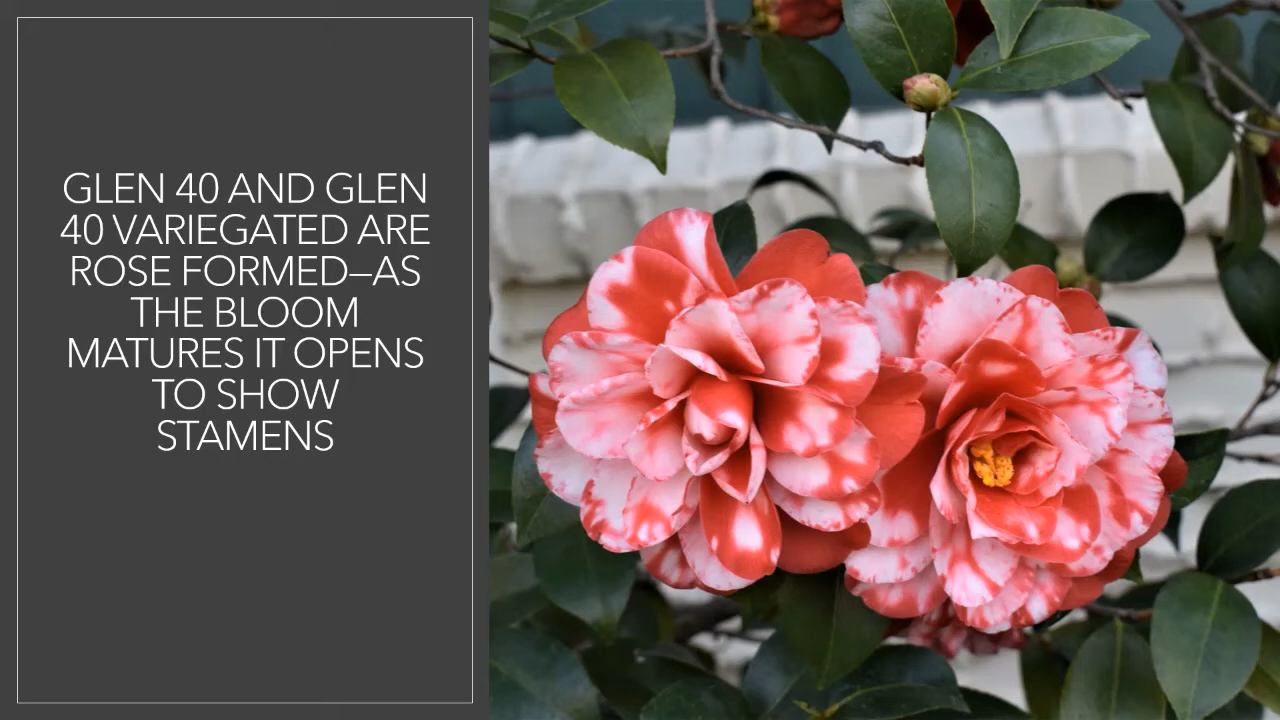 GLEN 40 AND GLEN
40 VARIEGATED ARE
ROSE FORMED—AS
THE BLOOM
MATURES IT OPENS
TO SHOW
STAMENS